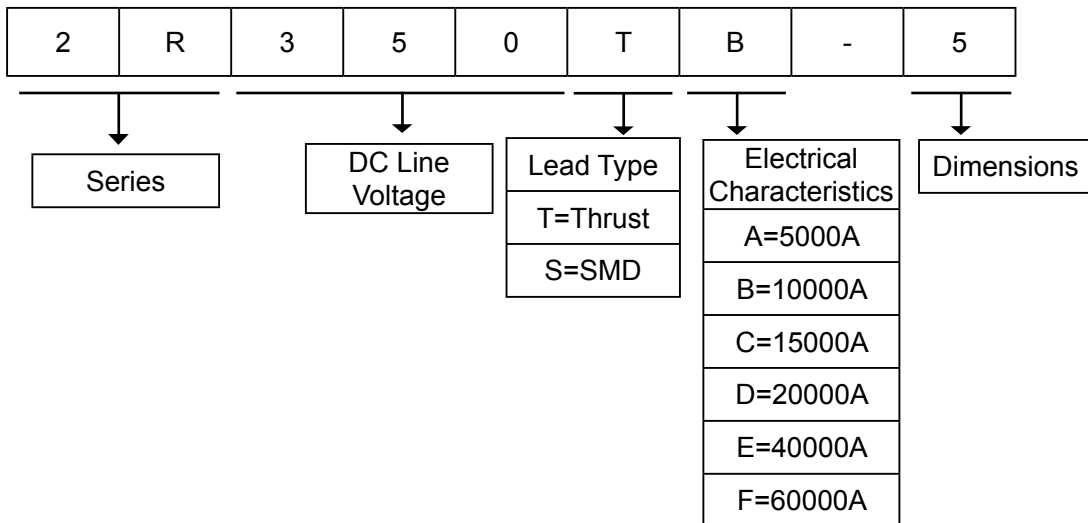 2 R 3 5 0 T B - 5
Series
DC Line
Voltage
Lead Type
T=Thrust
S=SMD
Electrical
Characteristics
A=5000A
B=10000A
C=15000A
D=20000A
E=40000A
F=60000A
Dimensions